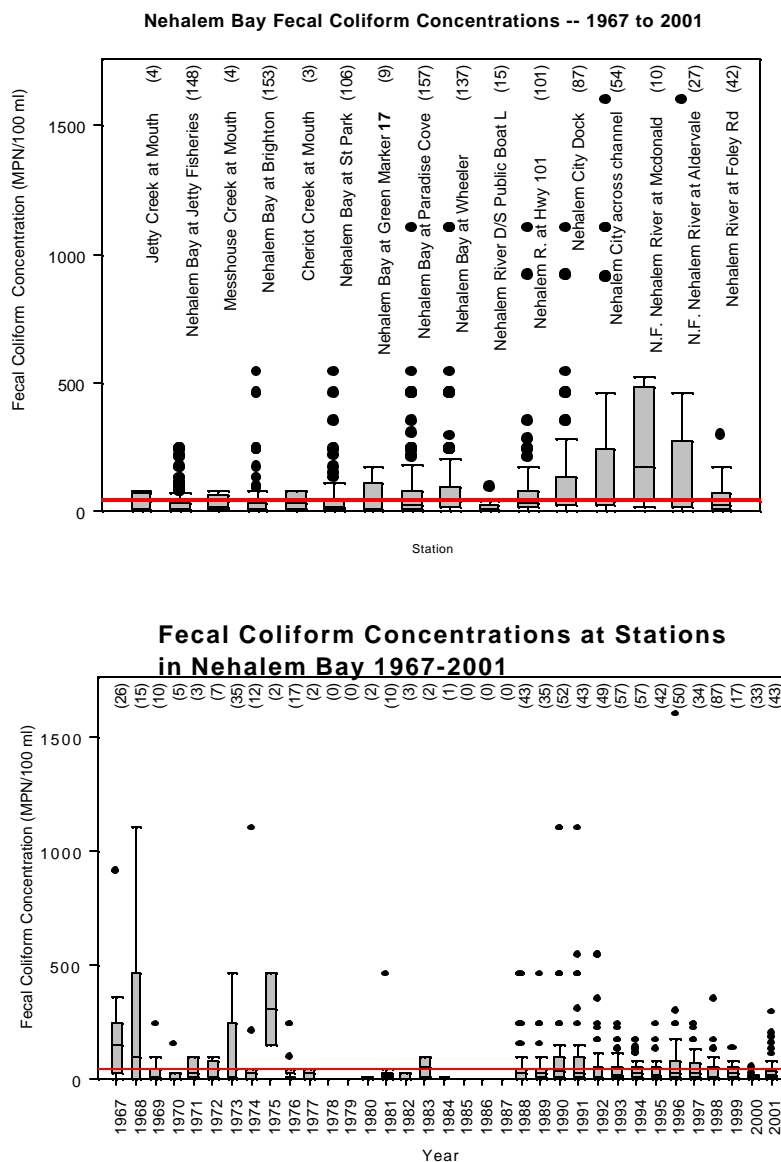 Nehalem Bay Fecal Coliform Concentrations -- 1967 to 2001
Fecal Coliform Concentration (MPN/100 ml)
1500
1000
500
0
Jetty Creek at Mouth (4)
Nehalem Bay at Jetty Fisheries (148)
Messhouse Creek at Mouth (4)
Nehalem Bay at Brighton (153)
Cheriot Creek at Mouth (3)
Nehalem Bay at St Park (106)
Nehalem Bay at Green Marker 17 (9)
Nehalem Bay at Paradise Cove (157)
Nehalem Bay at Wheeler (137)
Nehalem River D/S Public Boat L (15)
Nehalem R. at Hwy 101 (101)
Nehalem City Dock (87)
Nehalem City across channel (54)
N.F. Nehalem River at Mcdonald (10)
N.F. Nehalem River at Aldervale (27)
Nehalem River at Foley Rd (42)
Station
Fecal Coliform Concentrations at Stations
in Nehalem Bay 1967-2001
Fecal Coliform Concentration (MPN/100 ml)
1500
1000
500
0
(26) (15) (10) (5) (3) (7) (35) (12) (2) (17) (2) (0) (0) (2) (10) (3) (2) (1) (0) (0) (0) (43) (35) (52) (43) (49) (57) (57) (42) (50) (34) (87) (17) (33) (43)
1967 1968 1969 1970 1971 1972 1973 1974 1975 1976 1977 1978 1979 1980 1981 1982 1983 1984 1985 1986 1987 1988 1989 1990 1991 1992 1993 1994 1995 1996 1997 1998 1999 2000 2001
Year